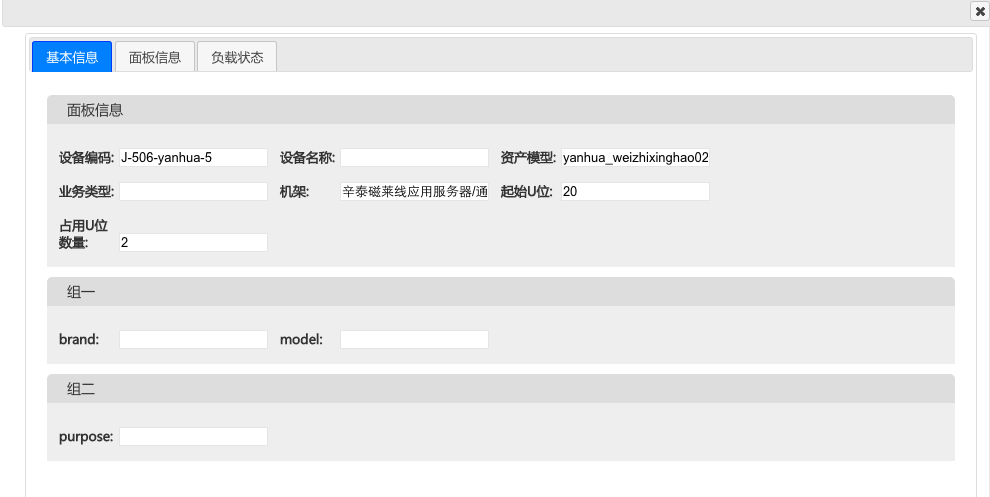 基本信息 面板信息 负载状态
面板信息
设备编码: J-506-yanhua-5 设备名称: 资产模型: yanhua_weizhixinghao02
业务类型: 机架: 辛泰磁莱线应用服务器/通 起始U位: 20
占用U位
数量: 2
组一
brand: model:
组二
purpose: